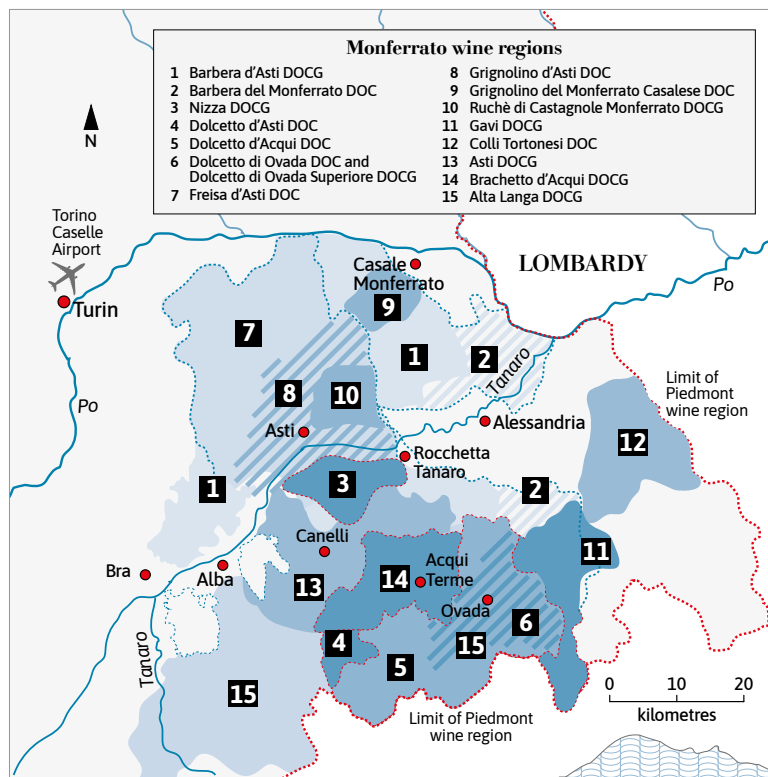 Monferrato wine regions
1 Barbera d'Asti DOCG
2 Barbera del Monferrato DOC
3 Nizza DOCG
4 Dolcetto d'Asti DOC
5 Dolcetto d'Acqui DOC
6 Dolcetto di Ovada DOC and
Dolcetto di Ovada Superiore DOCG
7 Freisa d'Asti DOC
8 Grignolino d'Asti DOC
9 Grignolino del Monferrato Casalese DOC
10 Ruchè di Castagnole Monferrato DOCG
11 Gavi DOCG
12 Colli Tortonesi DOC
13 Asti DOCG
14 Brachetto d'Acqui DOCG
15 Alta Langa DOCG
N
Torino
Caselle
Airport
Turin
Casale
Monferrato
LOMBARDY
Po
7
9
1
2
Tanaro
8
10
Po
Limit of
Piedmont
wine region
Asti
Alessandria
12
Rocchetta
Tanaro
1
3
2
Canelli
11
Bra
Alba
13
14
Acqui
Terme
Ovada
6
4
15
5
Tanaro
15
Limit of Piedmont
wine region
0 10 20
kilometres